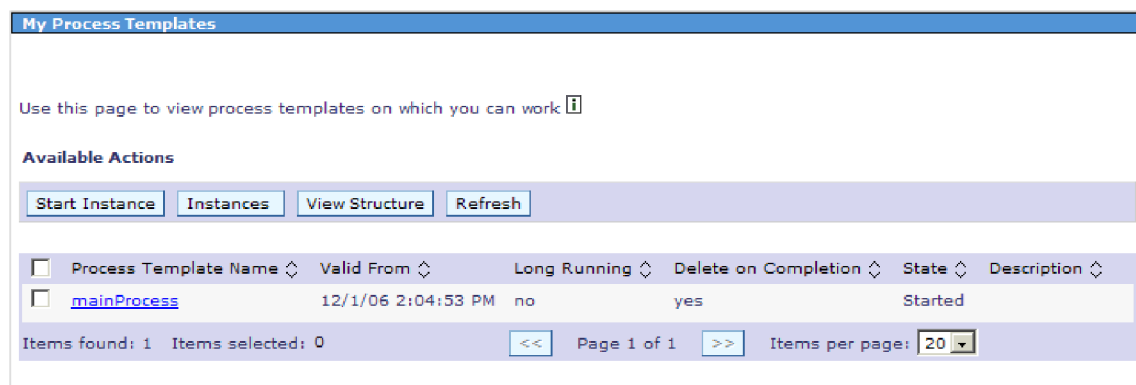 My Process Templates
Use this page to view process templates on which you can work i
Available Actions
Start Instance Instances View Structure Refresh
Process Template Name Valid From Long Running Delete on Completion State Description
mainProcess 12/1/06 2:04:53 PM no yes Started
Items found: 1 Items selected: 0 << Page 1 of 1 >> Items per page: 20